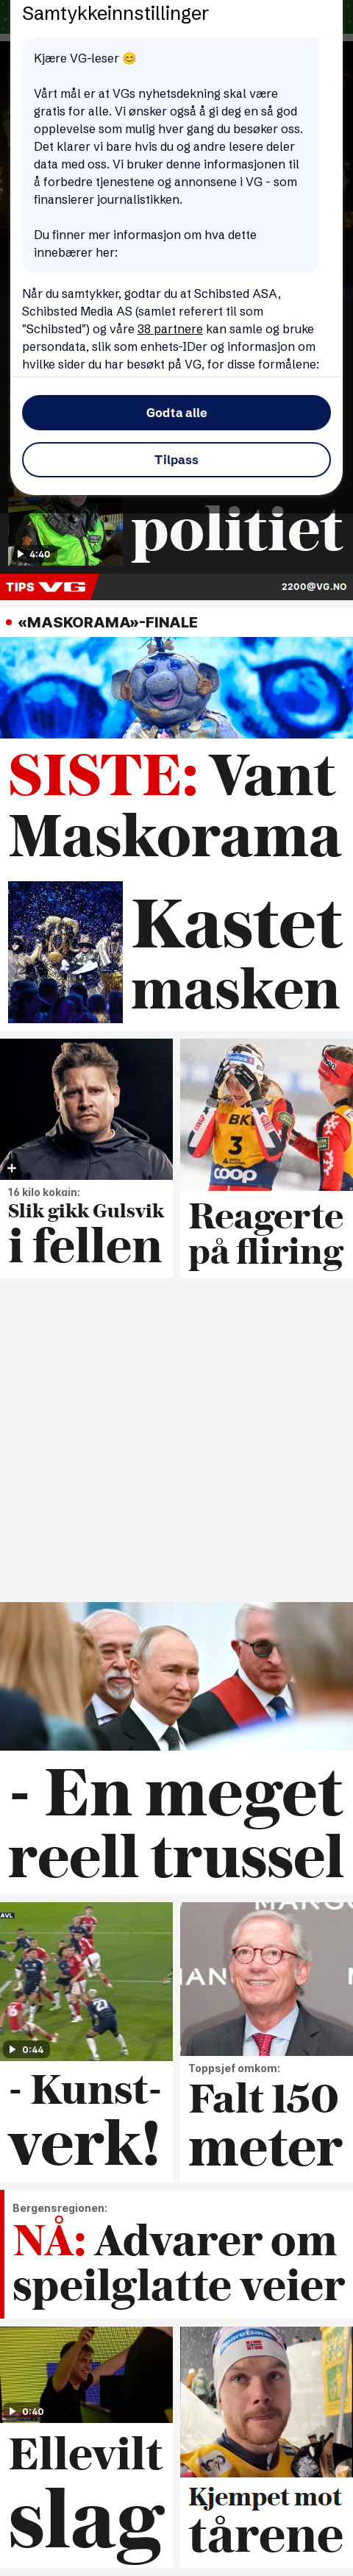 Samtykkeinnstillinger
Kjære VG-leser 😊
Vårt mål er at VGs nyhetsdekning skal være
gratis for alle. Vi ønsker også å gi deg en så god
opplevelse som mulig hver gang du besøker oss.
Det klarer vi bare hvis du og andre lesere deler
data med oss. Vi bruker denne informasjonen til
å forbedre tjenestene og annonsene i VG - som
finansierer journalistikken.
Du finner mer informasjon om hva dette
innebærer her:
Når du samtykker, godtar du at Schibsted ASA,
Schibsted Media AS (samlet referert til som
"Schibsted") og våre 38 partnere kan samle og bruke
persondata, slik som enhets-IDer og informasjon om
hvilke sider du har besøkt på VG, for disse formålene:
Godta alle
Tilpass
4:40
politiet
TIPS VG
2200@VG.NO
«MASKORAMA»-FINALE
SISTE: Vant
Maskorama
Kastet
masken
16 kilo kokain:
Slik gikk Gulsvik
i fellen
BKK
3
coop
Reagerte
på fliring
- En meget
reell trussel
AVL
0:44
- Kunst-
verk!
MANGO
Toppsjef omkom:
Falt 150
meter
Bergensregionen:
NÅ: Advarer om
speilglatte veier
0:40
Ellevilt
slag
Kjempet mot
tårene